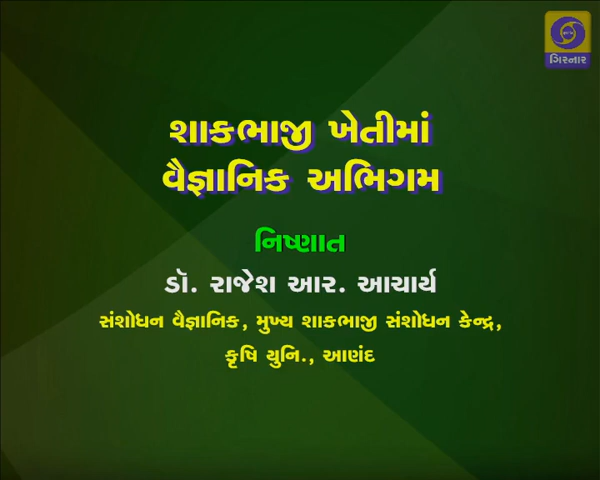 ગિરનાર
શાકભાજી ખેતીમાં
વૈજ્ઞાનિક અભિગમ
નિષ્ણાત
ડૉ. રાજેશ આર. આચાર્ય
સંશોધન વૈજ્ઞાનિક, મુખ્ય શાકભાજી સંશોધન કેન્દ્ર,
કૃષિ યુનિ., આણંદ